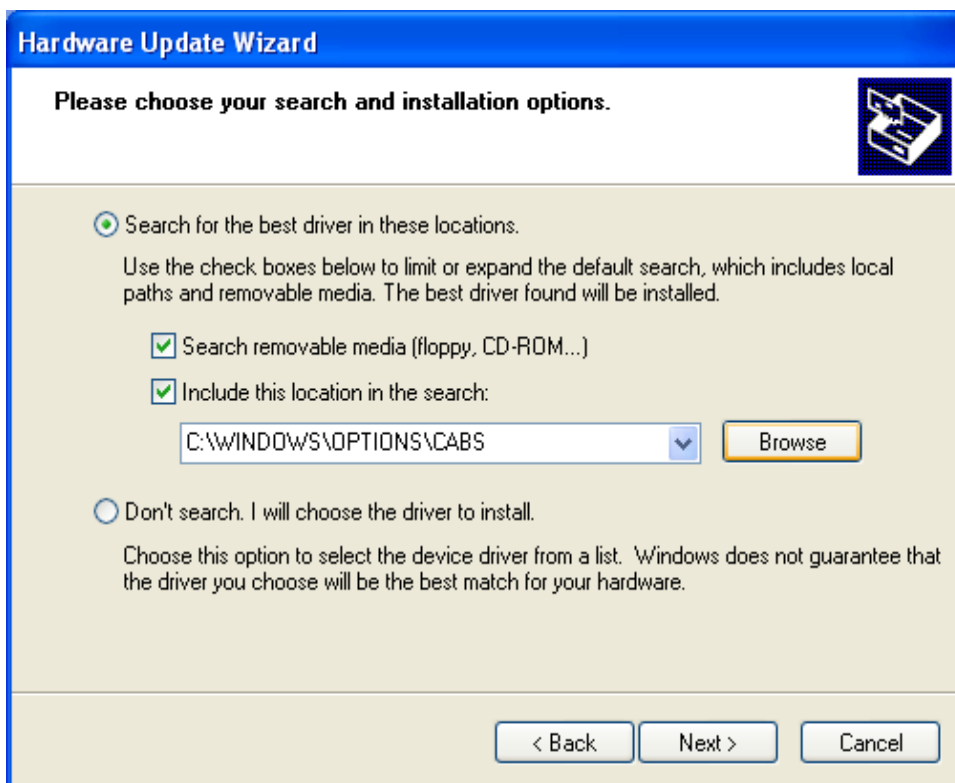 Hardware Update Wizard
Please choose your search and installation options.
Search for the best driver in these locations.
Use the check boxes below to limit or expand the default search, which includes local
paths and removable media. The best driver found will be installed.
Search removable media (floppy, CD-ROM...)
Include this location in the search:
C:\WINDOWS\OPTIONS\CABS
Browse
Don't search. I will choose the driver to install.
Choose this option to select the device driver from a list.  Windows does not guarantee that
the driver you choose will be the best match for your hardware.
< Back
Next >
Cancel